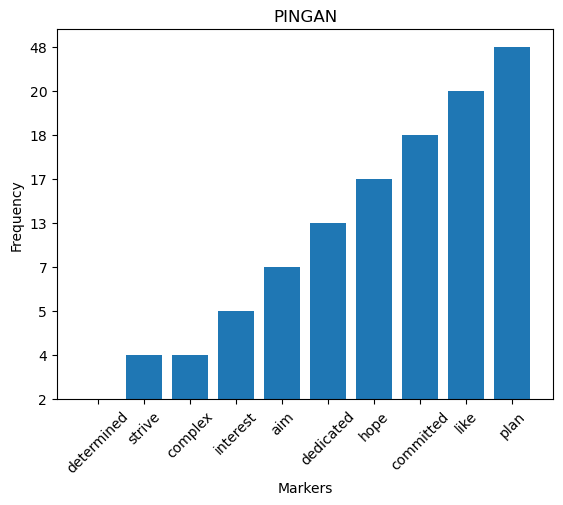 PINGAN
Frequency
48
20
18
17
13
7
5
4
2
determined
strive
complex
interest
aim
dedicated
hope
committed
like
plan
Markers